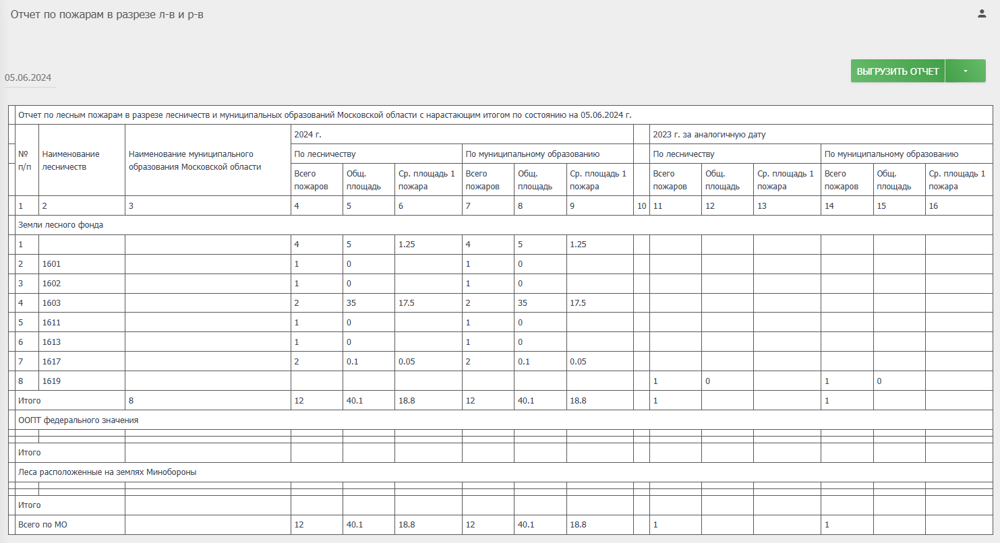 Отчет по пожарам в разрезе л-в и р-в
05.06.2024
ВЫГРУЗИТЬ ОТЧЕТ
Отчет по лесным пожарам в разрезе лесничеств и муниципальных образований Московской области с нарастающим итогом по состоянию на 05.06.2024 г.
№ п/п Наименование лесничеств Наименование муниципального образования Московской области 2024 г. 2023 г. за аналогичную дату
По лесничеству По муниципальному образованию По лесничеству По муниципальному образованию
Всего пожаров Общ. площадь Ср. площадь 1 пожара Всего пожаров Общ. площадь Ср. площадь 1 пожара Всего пожаров Общ. площадь Ср. площадь 1 пожара Всего пожаров Общ. площадь Ср. площадь 1 пожара
1 2 3 4 5 6 7 8 9 10 11 12 13 14 15 16
Земли лесного фонда
1 4 5 1.25 4 5 1.25
2 1601 1 0 1 0
3 1602 1 0 1 0
4 1603 2 35 17.5 2 35 17.5
5 1611 1 0 1 0
6 1613 1 0 1 0
7 1617 2 0.1 0.05 2 0.1 0.05
8 1619 1 0 1 0
Итого 8 12 40.1 18.8 12 40.1 18.8 1 1
ООПТ федерального значения
Итого
Леса расположенные на землях Минобороны
Итого
Всего по МО 12 40.1 18.8 12 40.1 18.8 1 1